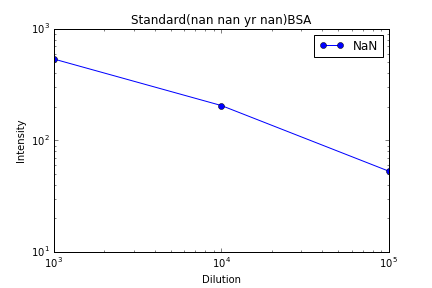 Standard(nan nan yr nan)BSA
10³
NaN
10²
Intensity
10¹
10³ 10⁴ 10⁵
Dilution